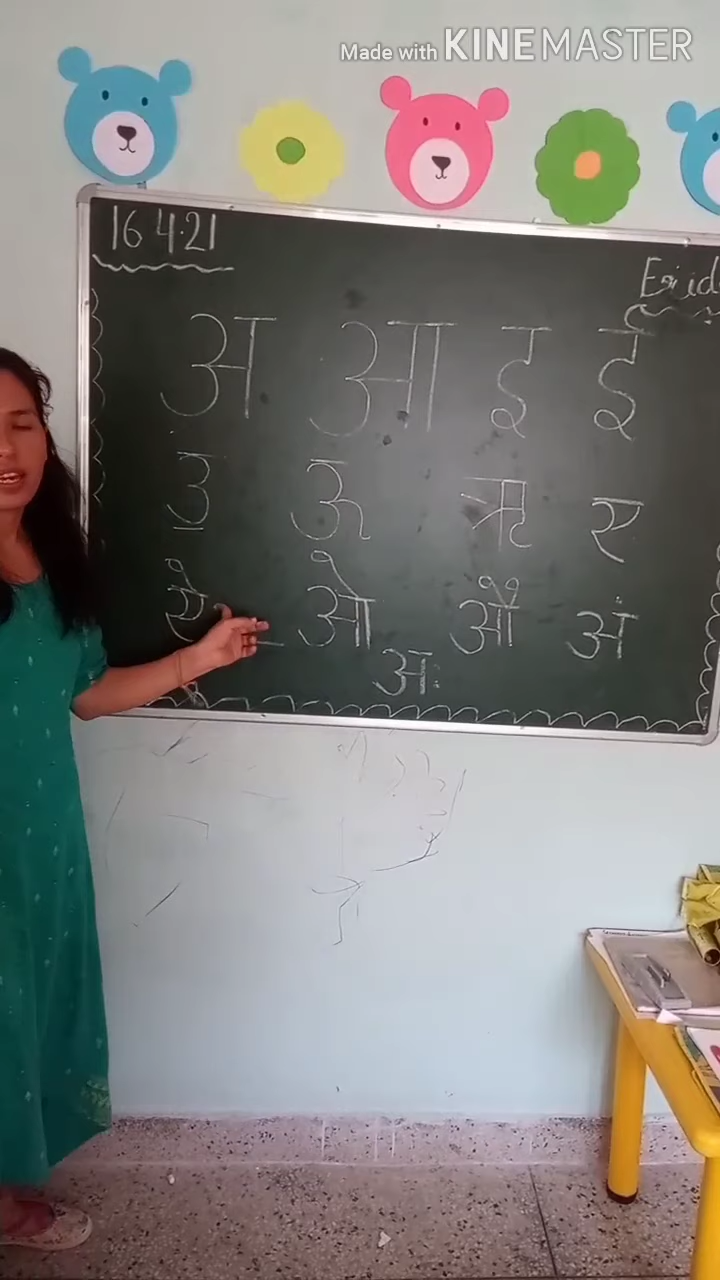 Made with KINEMASTER
16 4.21
अ आ इ ई
उ ऊ ऋ ए
ऐ ओ औ अं
अः